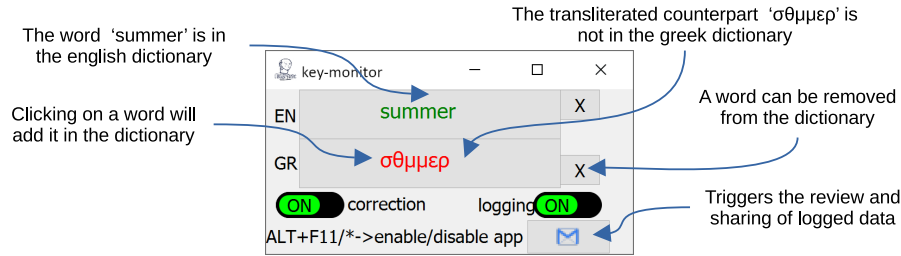 The transliterated counterpart ‘σθμμερ’ is
not in the greek dictionary
The word ‘summer’ is in
the english dictionary
key-monitor
EN summer X
A word can be removed
from the dictionary
Clicking on a word will
add it in the dictionary
GR σθμμερ X
ON correction logging ON
Triggers the review and
sharing of logged data
ALT+F11/*->enable/disable app